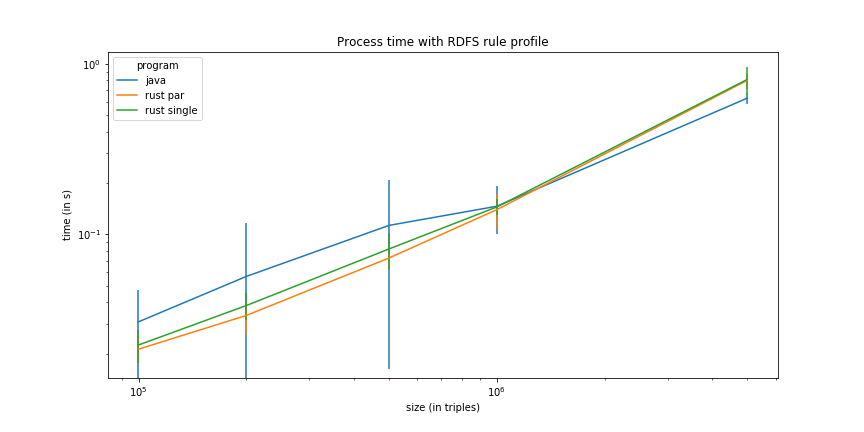 Process time with RDFS rule profile
program
java
rust par
rust single
10⁰
10⁻¹
time (in s)
10⁵
10⁶
size (in triples)